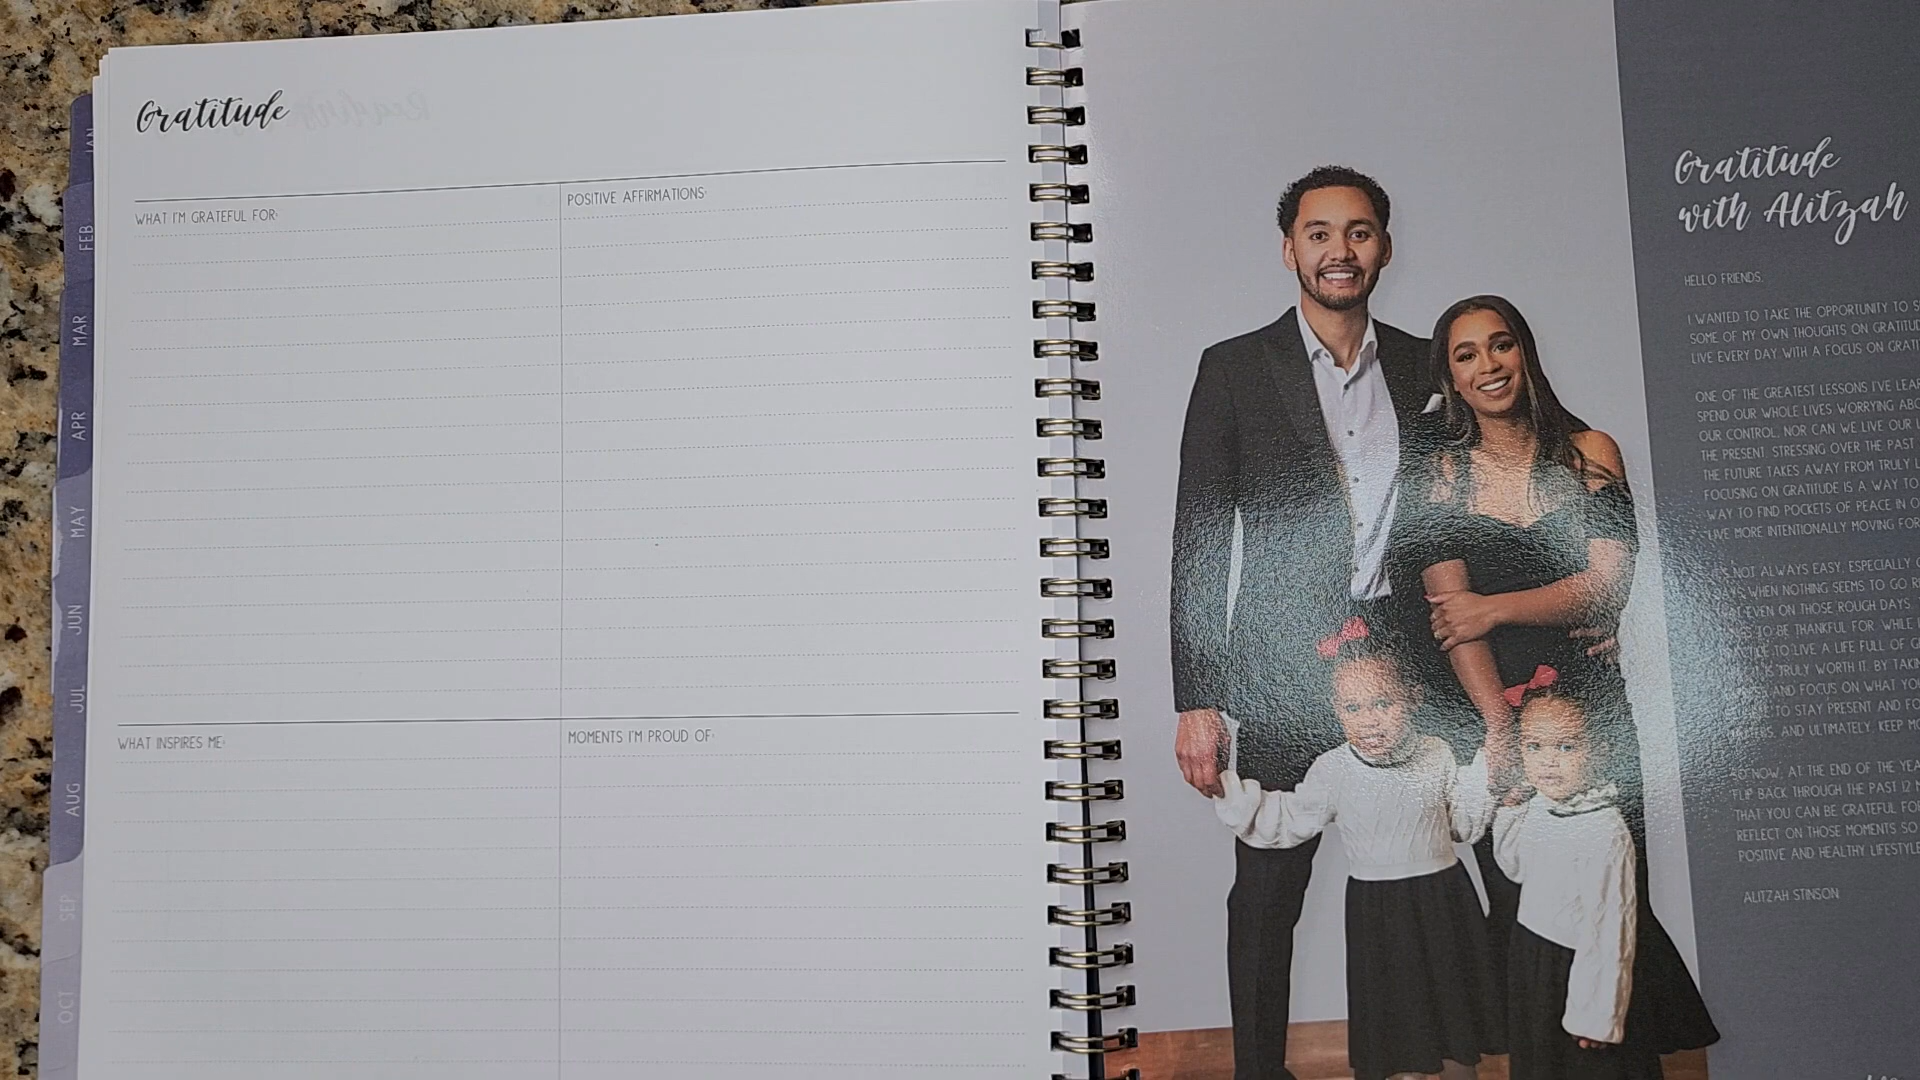 Gratitude
WHAT I'M GRATEFUL FOR:
POSITIVE AFFIRMATIONS:
WHAT INSPIRES ME:
MOMENTS I'M PROUD OF:
JAN
FEB
MAR
APR
MAY
JUN
JUL
AUG
SEP
OCT
Gratitude
with Alitzah
HELLO FRIENDS,
I WANTED TO TAKE THE OPPORTUNITY TO
SOME OF MY OWN THOUGHTS ON
LIVE EVERY DAY WITH A FOCUS ON
ONE OF THE GREATEST LESSONS I'VE
SPEND OUR WHOLE LIVES WORRYING
OUR CONTROL, NOR CAN WE LIVE OUR
THE PRESENT. STRESSING OVER THE PAST
THE FUTURE TAKES AWAY FROM TRULY
FOCUSING ON GRATITUDE IS A WAY TO
WAY TO FIND POCKETS OF PEACE IN
LIVE MORE INTENTIONALLY MOVING
NOT ALWAYS EASY, ESPECIALLY
WHEN NOTHING SEEMS TO GO
EVEN ON THOSE ROUGH DAYS,
TO BE THANKFUL FOR. WHILE
TO LIVE A LIFE FULL OF
IS TRULY WORTH IT. BY
AND FOCUS ON WHAT
TO STAY PRESENT AND
AND ULTIMATELY, KEEP
SO NOW, AT THE END OF THE
FLIP BACK THROUGH THE PAST 12
THAT YOU CAN BE GRATEFUL
REFLECT ON THOSE MOMENTS SO
POSITIVE AND HEALTHY
ALITZAH STINSON